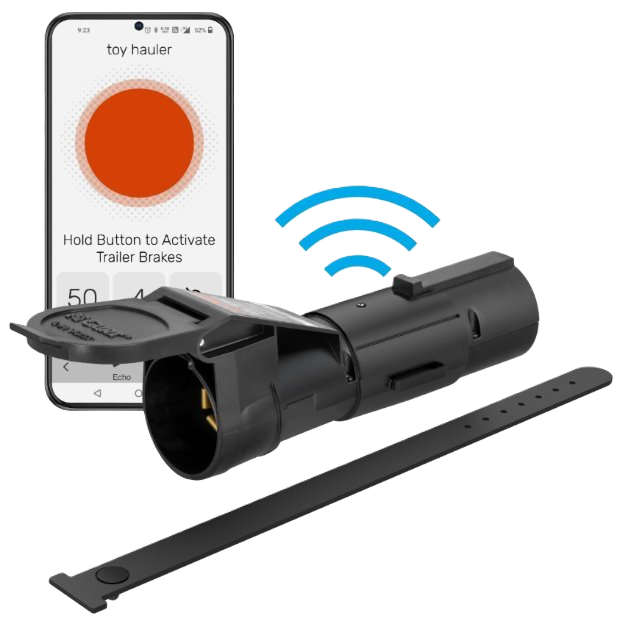 9:23
52%
toy hauler
Hold Button to Activate
Trailer Brakes
50
4
Echo